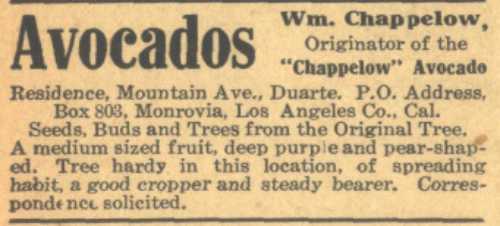 Avocados
Wm. Chappelow,
Originator of the
"Chappelow" Avocado
Residence, Mountain Ave., Duarte. P.O. Address,
Box 803, Monrovia, Los Angeles Co., Cal.
Seeds, Buds and Trees from the Original Tree.
A medium sized fruit, deep purple and pear-shap-
ed. Tree hardy in this location, of spreading
habit, a good cropper and steady bearer. Corres-
pondence solicited.